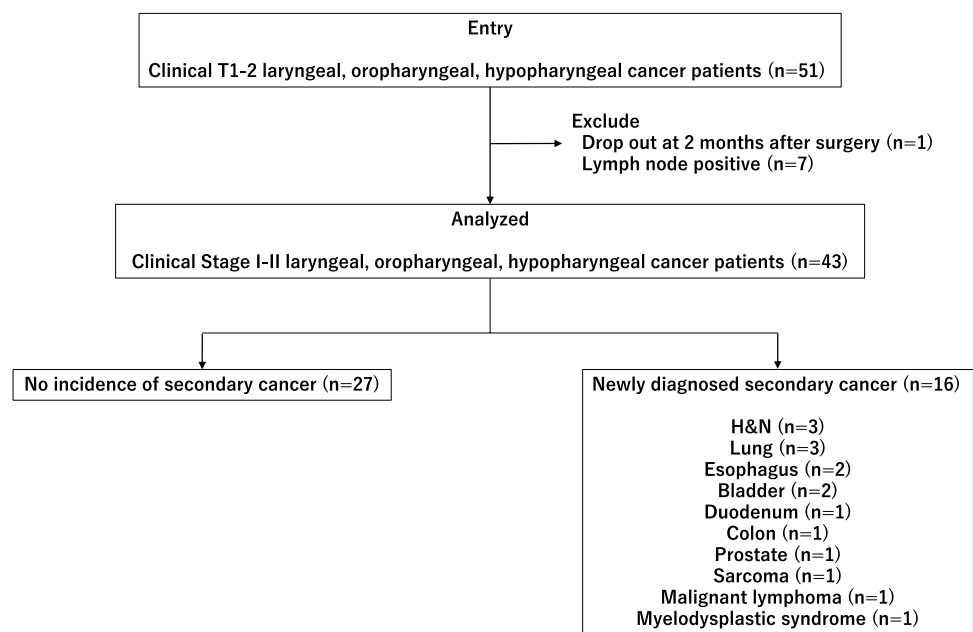 Entry
Clinical T1-2 laryngeal, oropharyngeal, hypopharyngeal cancer patients (n=51)
Exclude
Drop out at 2 months after surgery (n=1)
Lymph node positive (n=7)
Analyzed
Clinical Stage I-II laryngeal, oropharyngeal, hypopharyngeal cancer patients (n=43)
No incidence of secondary cancer (n=27)
Newly diagnosed secondary cancer (n=16)
H&N (n=3)
Lung (n=3)
Esophagus (n=2)
Bladder (n=2)
Duodenum (n=1)
Colon (n=1)
Prostate (n=1)
Sarcoma (n=1)
Malignant lymphoma (n=1)
Myelodysplastic syndrome (n=1)